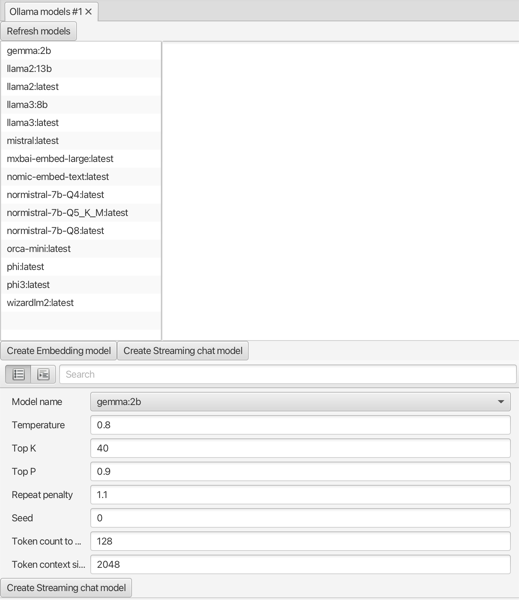 Ollama models #1 ×
Refresh models
gemma:2b
llama2:13b
llama2:latest
llama3:8b
llama3:latest
mistral:latest
mxbai-embed-large:latest
nomic-embed-text:latest
normistral-7b-Q4:latest
normistral-7b-Q5_K_M:latest
normistral-7b-Q8:latest
orca-mini:latest
phi:latest
phi3:latest
wizardlm2:latest
Create Embedding model Create Streaming chat model
Search
Model name gemma:2b
Temperature 0.8
Top K 40
Top P 0.9
Repeat penalty 1.1
Seed 0
Token count to ... 128
Token context si... 2048
Create Streaming chat model